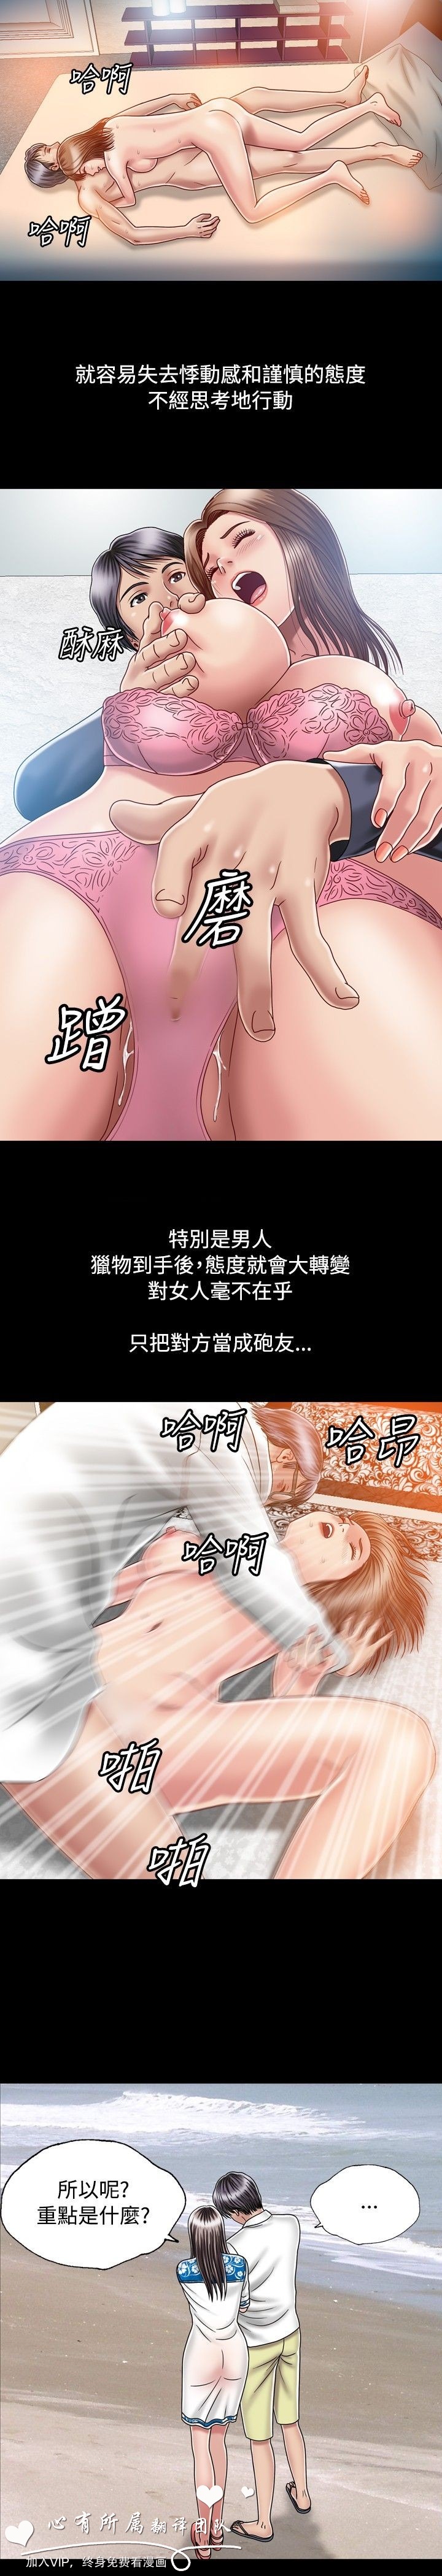 哈啊
哈啊
就容易失去悸動感和謹慎的態度
不經思考地行動
酥麻
磨
蹭
特別是男人
獵物到手後,態度就會大轉變
對女人毫不在乎
只把對方當成砲友...
哈啊
哈昂
哈啊
啪
啪
所以呢?
重點是什麼?
...
心有所属翻译团队
加入VIP，终身免费看漫画